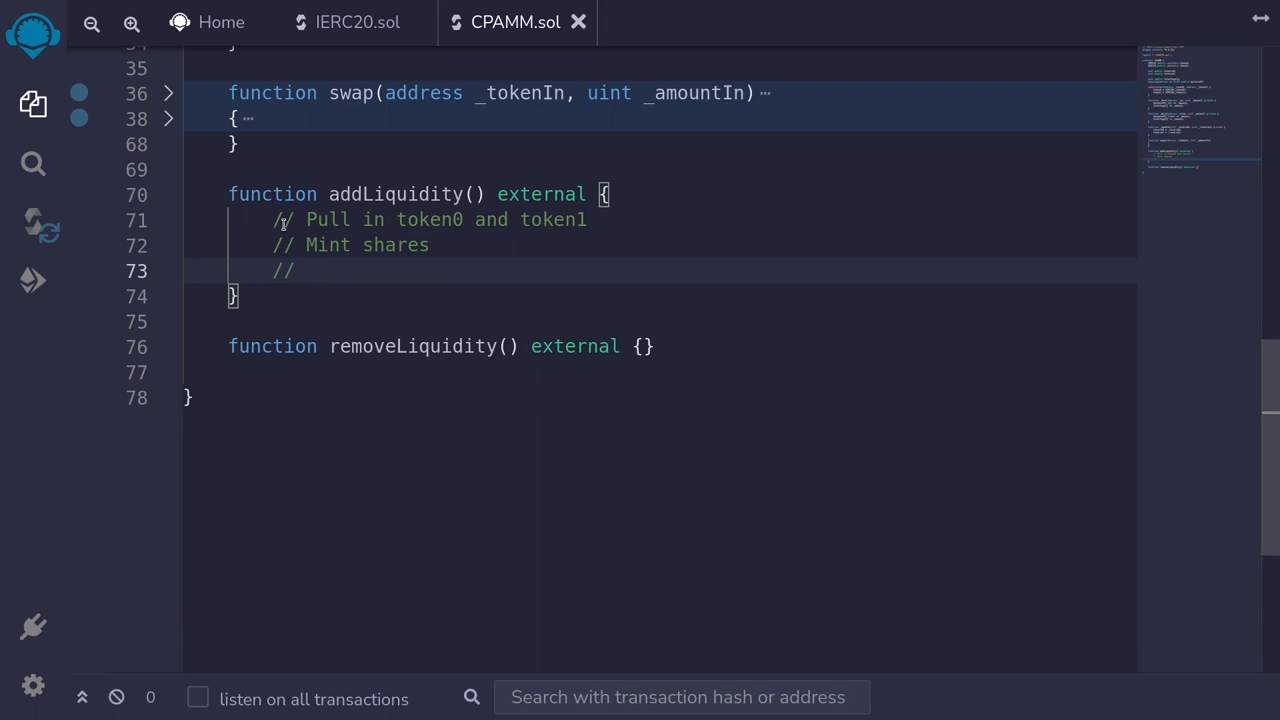 Home IERC20.sol CPAMM.sol
35
36 function swap(address _tokenIn, uint _amountIn)
38 {
68 }
69
70 function addLiquidity() external {
71 // Pull in token0 and token1
72 // Mint shares
73 //
74 }
75
76 function removeLiquidity() external {}
77
78 }
0 listen on all transactions Search with transaction hash or address